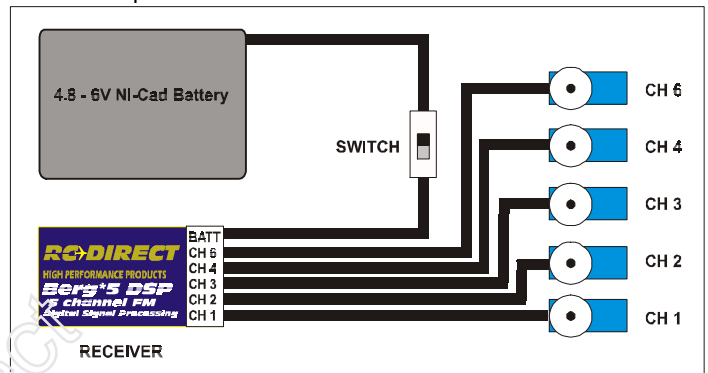 4.8 - 6V NI-Cad Battery
SWITCH
CH 5
CH 4
CH 3
CH 2
CH 1
BATT
CH 5
CH 4
CH 3
CH 2
CH 1
RC DIRECT
HIGH PERFORMANCE PRODUCTS
Berg*5 DSP
5 channel FM
Digital Signal Processing
RECEIVER